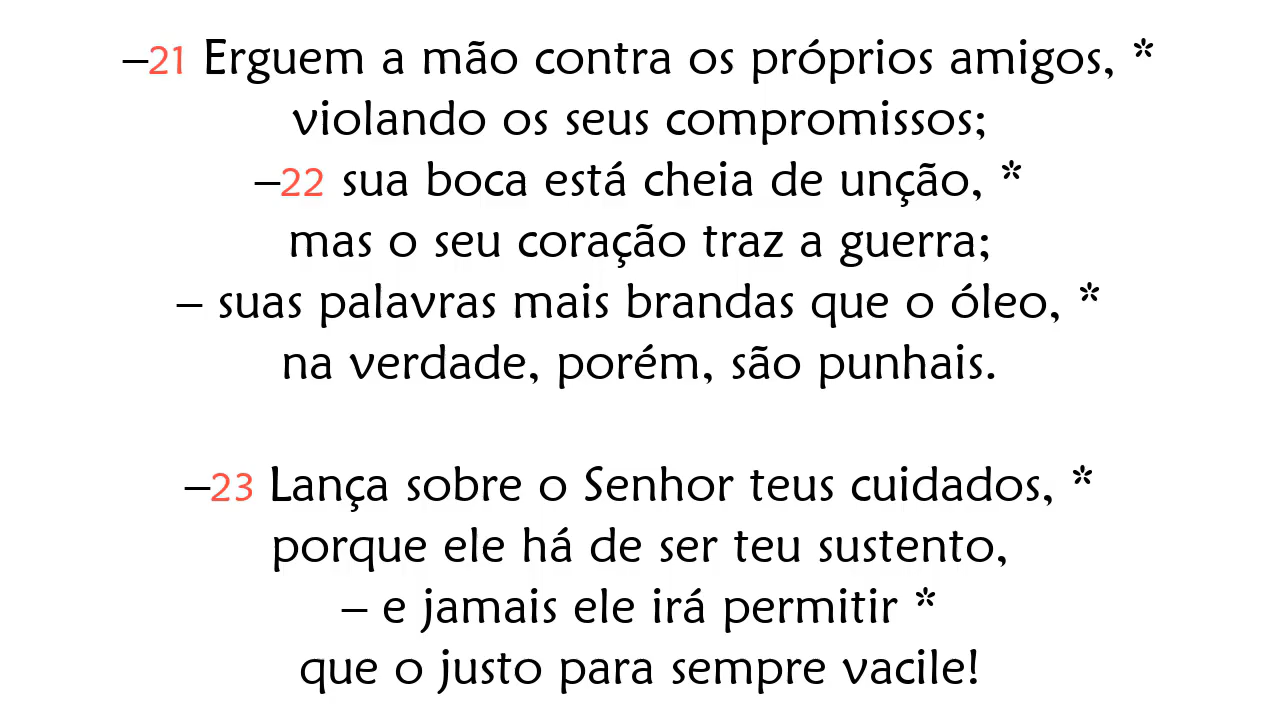 –21 Erguem a mão contra os próprios amigos, *
violando os seus compromissos;
–22 sua boca está cheia de unção, *
mas o seu coração traz a guerra;
– suas palavras mais brandas que o óleo, *
na verdade, porém, são punhais.
–23 Lança sobre o Senhor teus cuidados, *
porque ele há de ser teu sustento,
– e jamais ele irá permitir *
que o justo para sempre vacile!